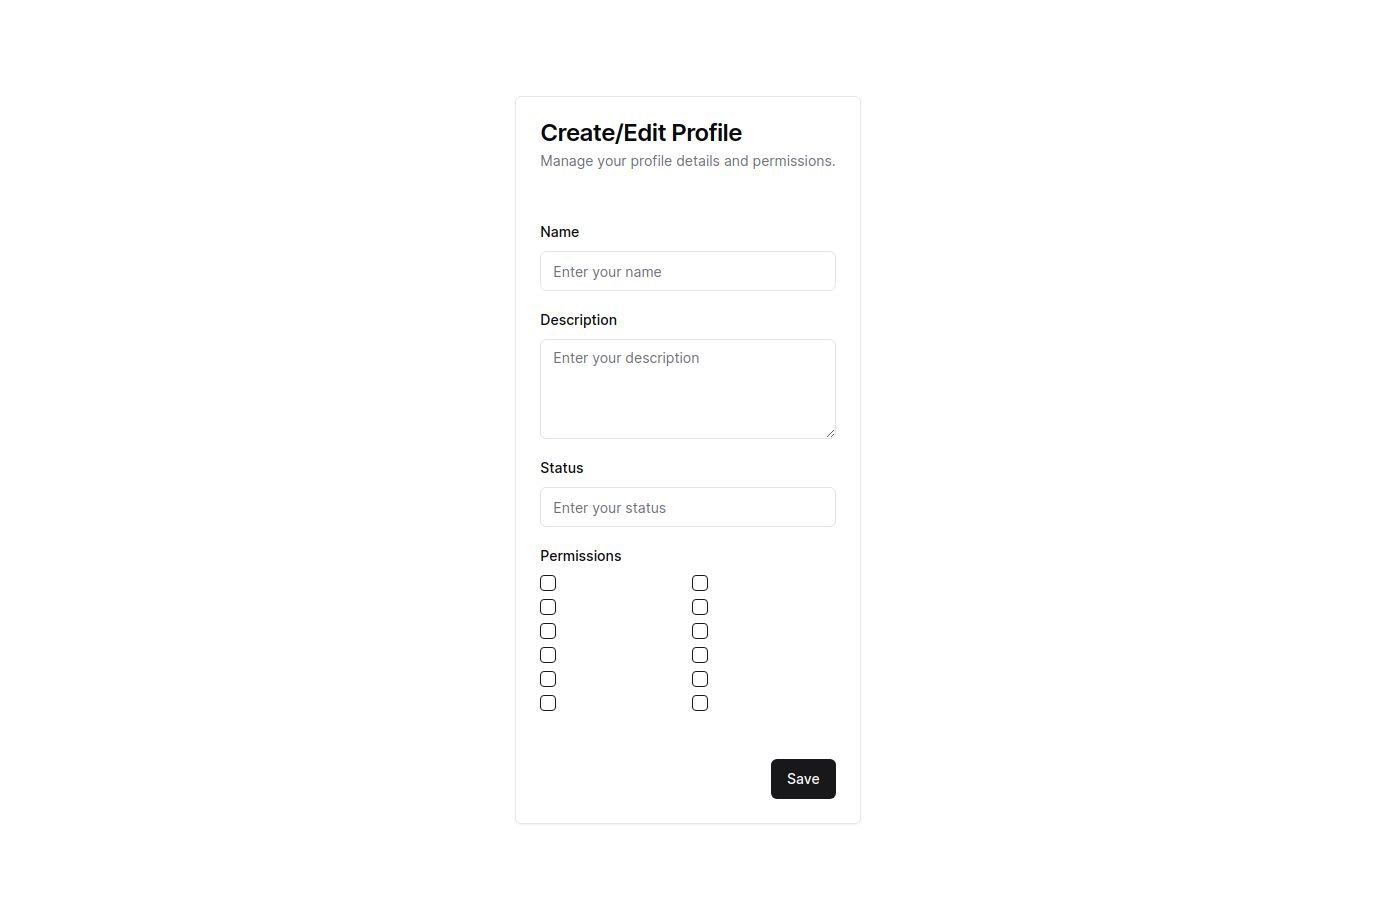 Create/Edit Profile
Manage your profile details and permissions.
Name
Enter your name
Description
Enter your description
Status
Enter your status
Permissions
Save